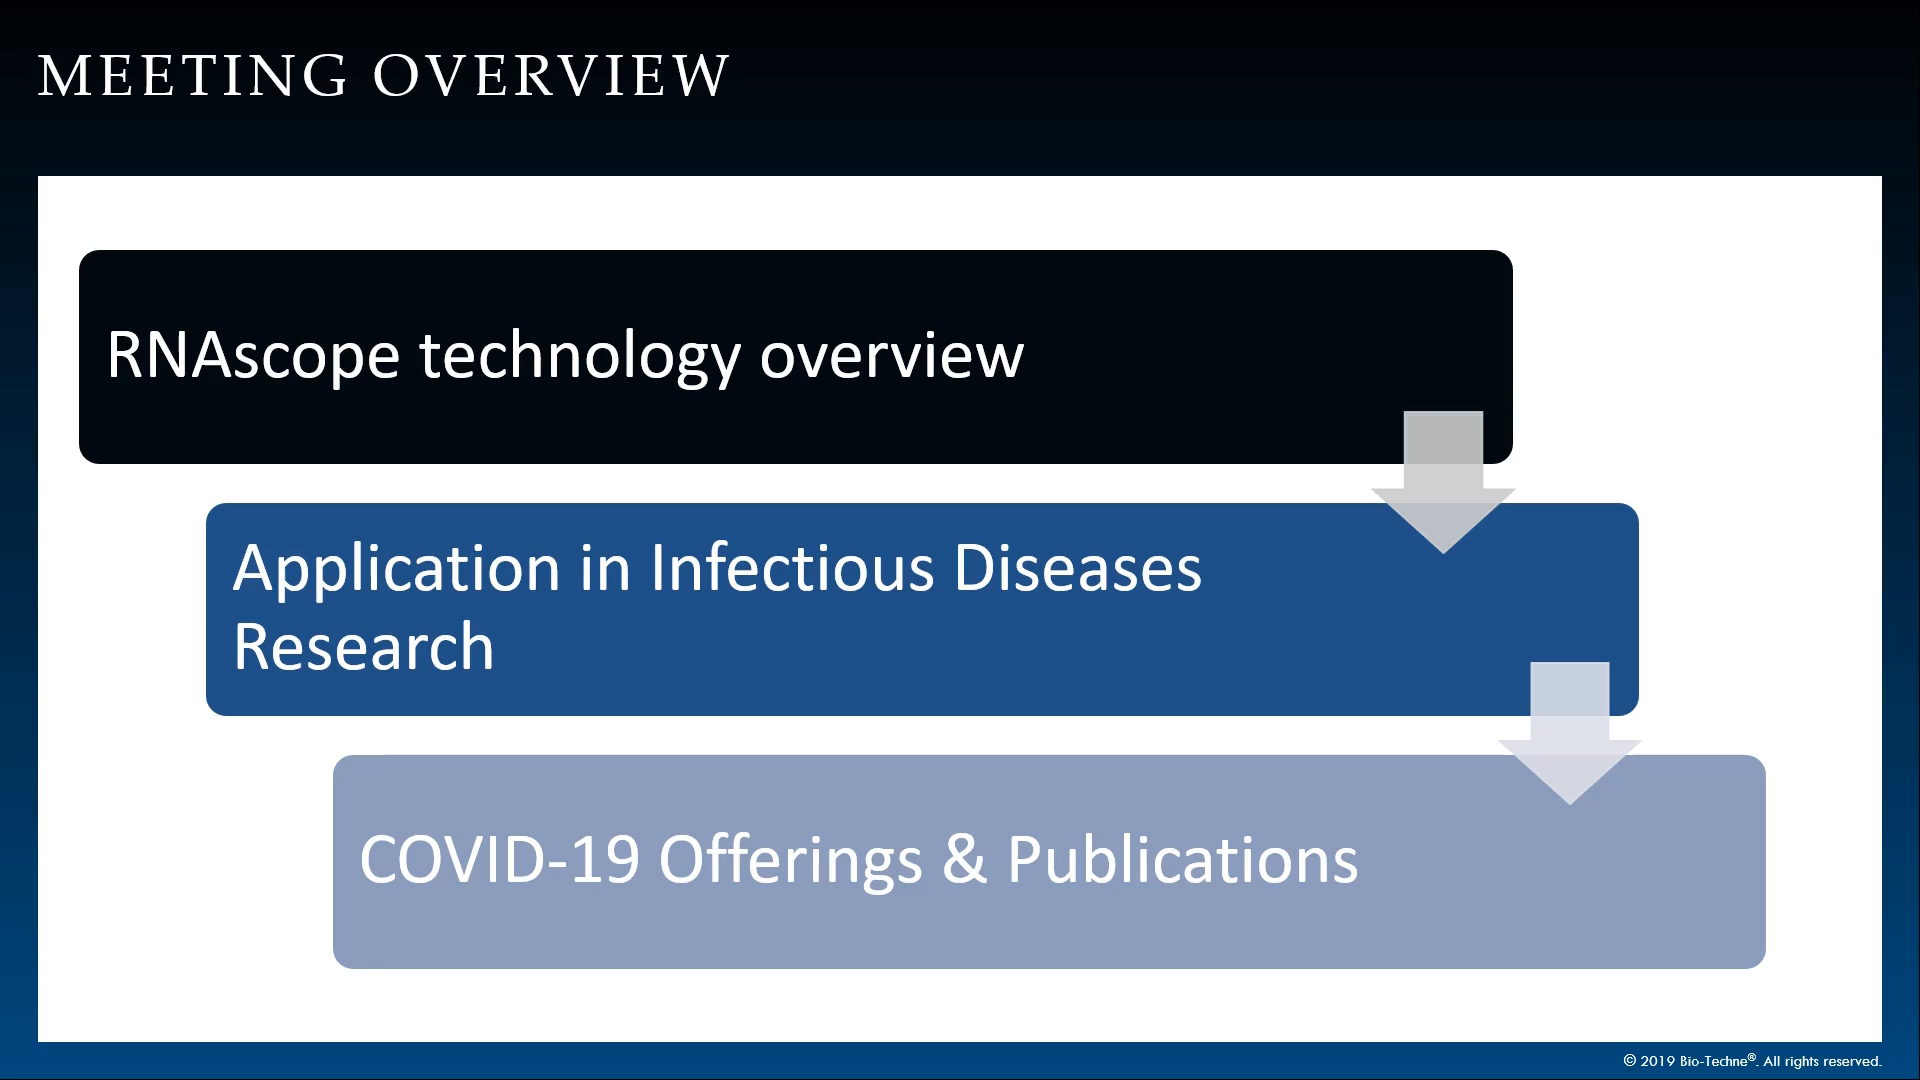 MEETING OVERVIEW
RNAscope technology overview
Application in Infectious Diseases
Research
COVID-19 Offerings & Publications
© 2019 Bio-Techne®. All rights reserved.